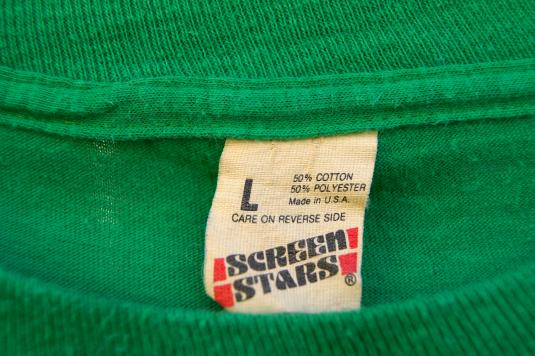 L
50% COTTON
50% POLYESTER
Made in U.S.A.
CARE ON REVERSE SIDE
SCREEN
STARS®